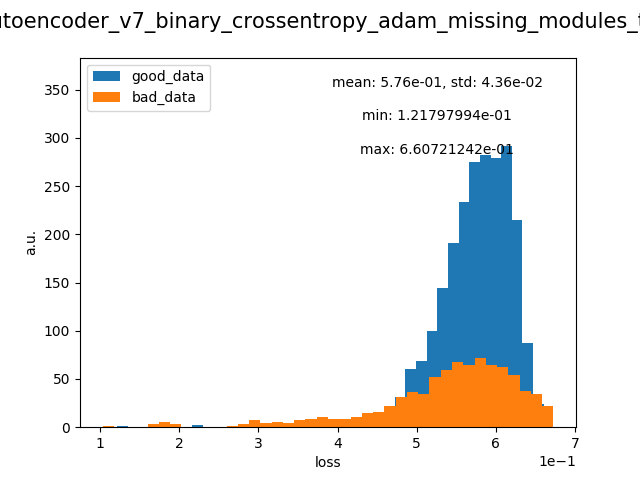 utoencoder_v7_binary_crossentropy_adam_missing_modules_
good_data
bad_data
mean: 5.76e-01, std: 4.36e-02
min: 1.21797994e-01
max: 6.60721242e-01
350
300
250
200
150
100
50
0
a.u.
1
2
3
4
5
6
7
1e−1
loss